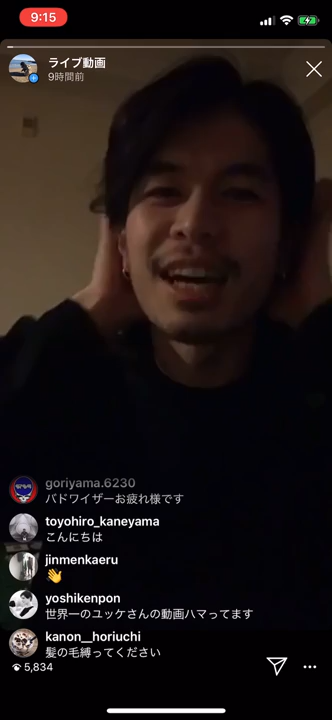 9:15
ライブ動画
9時間前
goriyama.6230
バドワイザーお疲れ様です
toyohiro_kaneyama
こんにちは
jinmenkaeru
👋
yoshikenpon
世界一のユッケさんの動画ハマってます
kanon__horiuchi
髪の毛縛ってください
5,834